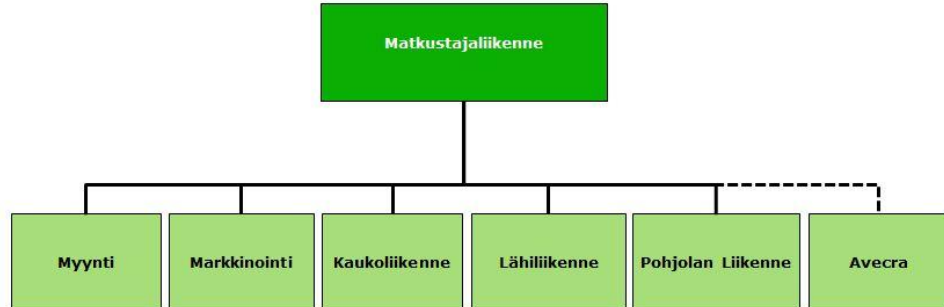 Matkustajaliikenne
Myynti
Markkinointi
Kaukoliikenne
Lähiliikenne
Pohjolan Liikenne
Avecra